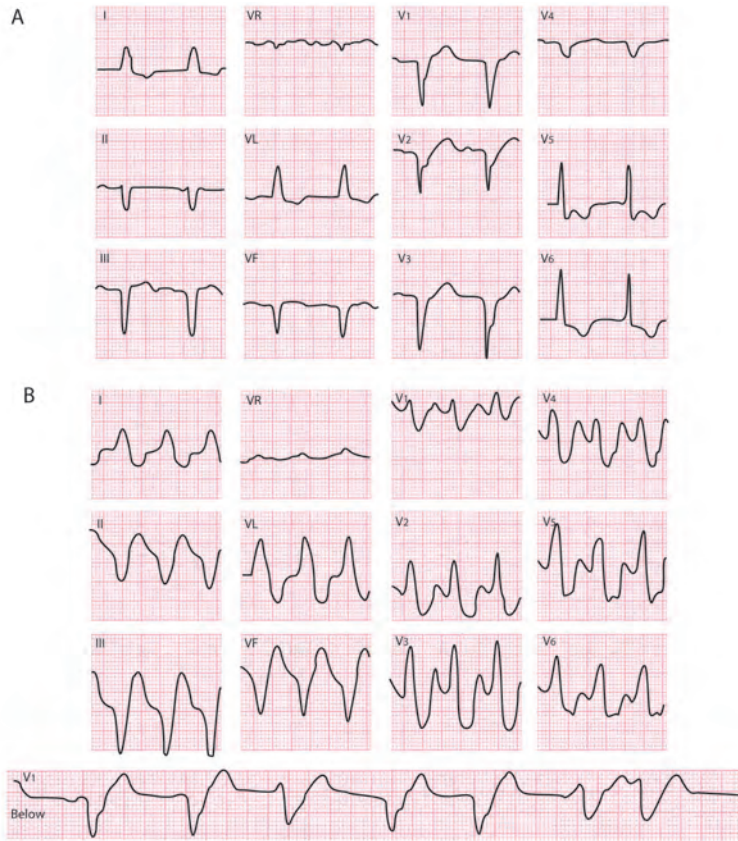 A
I VR V1 V4
II VL V2 V5
III VF V3 V6
B
I VR V1 V4
II VL V2 V5
III VF V3 V6
V1
Below